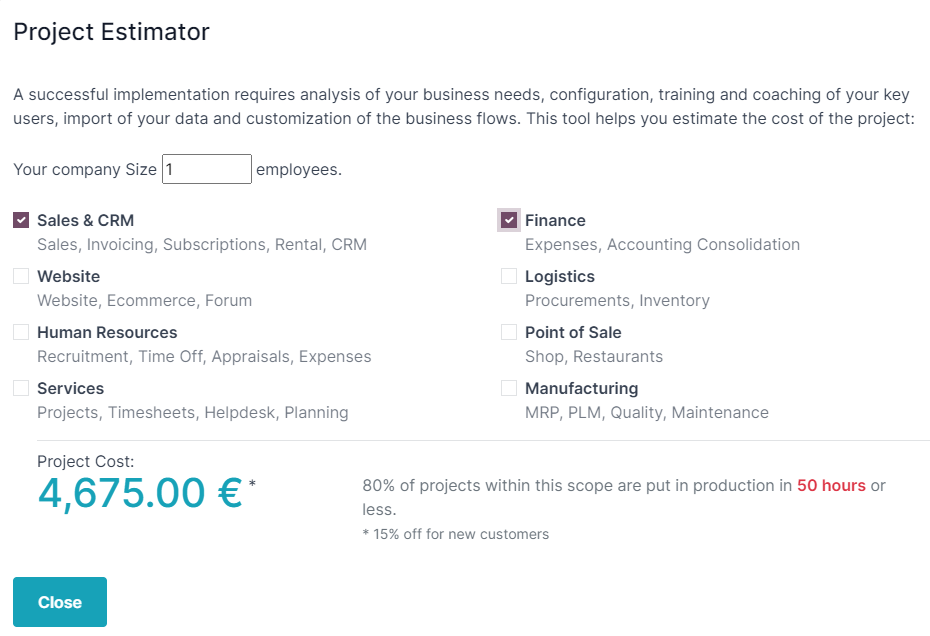 Project Estimator
A successful implementation requires analysis of your business needs, configuration, training and coaching of your key
users, import of your data and customization of the business flows. This tool helps you estimate the cost of the project:
Your company Size 1 employees.
Sales & CRM
Sales, Invoicing, Subscriptions, Rental, CRM
Finance
Expenses, Accounting Consolidation
Website
Website, Ecommerce, Forum
Logistics
Procurements, Inventory
Human Resources
Recruitment, Time Off, Appraisals, Expenses
Point of Sale
Shop, Restaurants
Services
Projects, Timesheets, Helpdesk, Planning
Manufacturing
MRP, PLM, Quality, Maintenance
Project Cost:
4,675.00 € *
80% of projects within this scope are put in production in 50 hours or
less.
* 15% off for new customers
Close